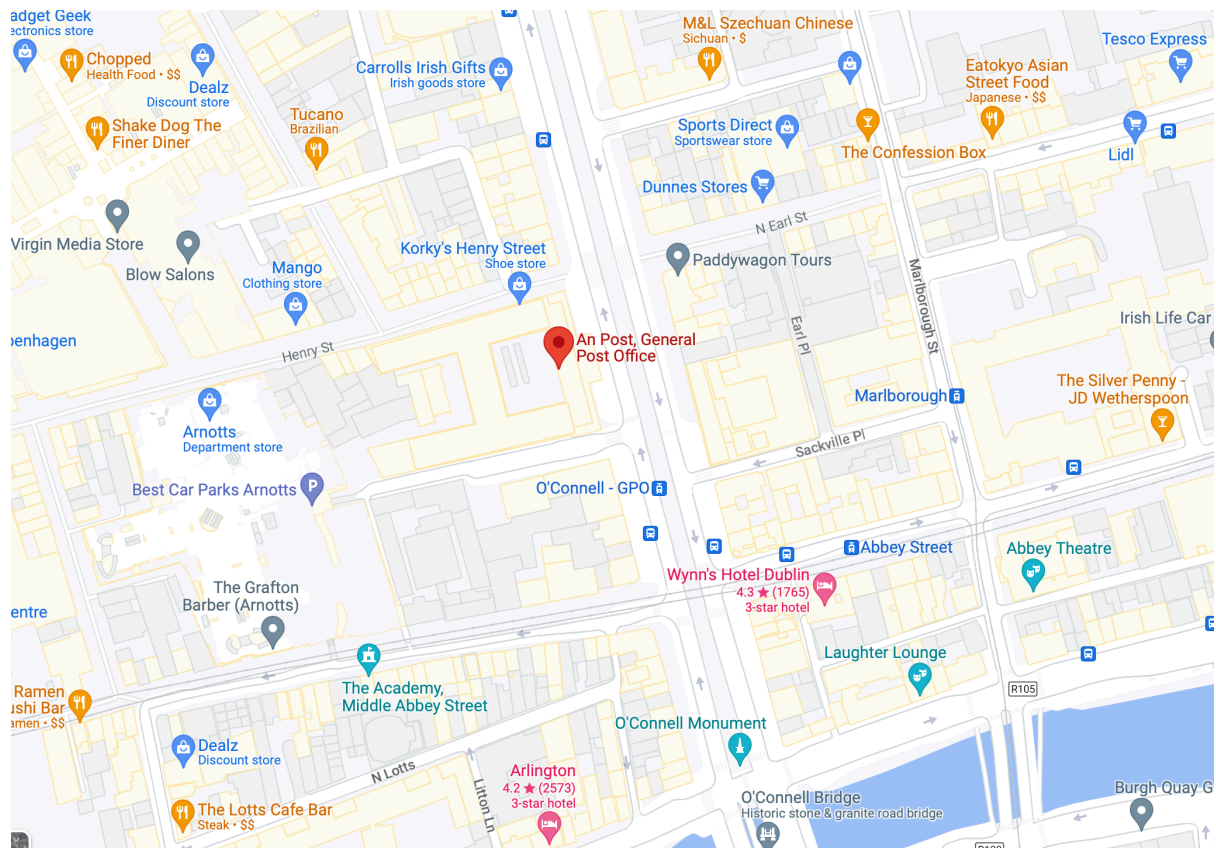 adget Geek
ectronics store
Chopped
Health Food • $$
Dealz
Discount store
Shake Dog The
Finer Diner
Tucano
Brazilian
Carrolls Irish Gifts
Irish goods store
M&L Szechuan Chinese
Sichuan • $
Tesco Express
Eatokyo Asian
Street Food
Japanese • $$
Sports Direct
Sportswear store
The Confession Box
Lidl
Dunnes Stores
N Earl St
Virgin Media Store
Blow Salons
Mango
Clothing store
Korky's Henry Street
Shoe store
Paddywagon Tours
Marlborough St
Earl Pl
Irish Life Car
enhagen
Henry St
An Post, General
Post Office
Arnotts
Department store
Marlborough
The Silver Penny -
JD Wetherspoon
Sackville Pl
Best Car Parks Arnotts
P
O'Connell - GPO
Abbey Street
Abbey Theatre
Wynn's Hotel Dublin
4.3 ★ (1765)
3-star hotel
The Grafton
Barber (Arnotts)
entre
Laughter Lounge
The Academy,
Middle Abbey Street
R105
Ramen
ushi Bar
amen • $$
O'Connell Monument
Dealz
Discount store
N Lotts
Litton Ln
Arlington
4.2 ★ (2573)
3-star hotel
The Lotts Cafe Bar
Steak • $$
O'Connell Bridge
Historic stone & granite road bridge
Burgh Quay G